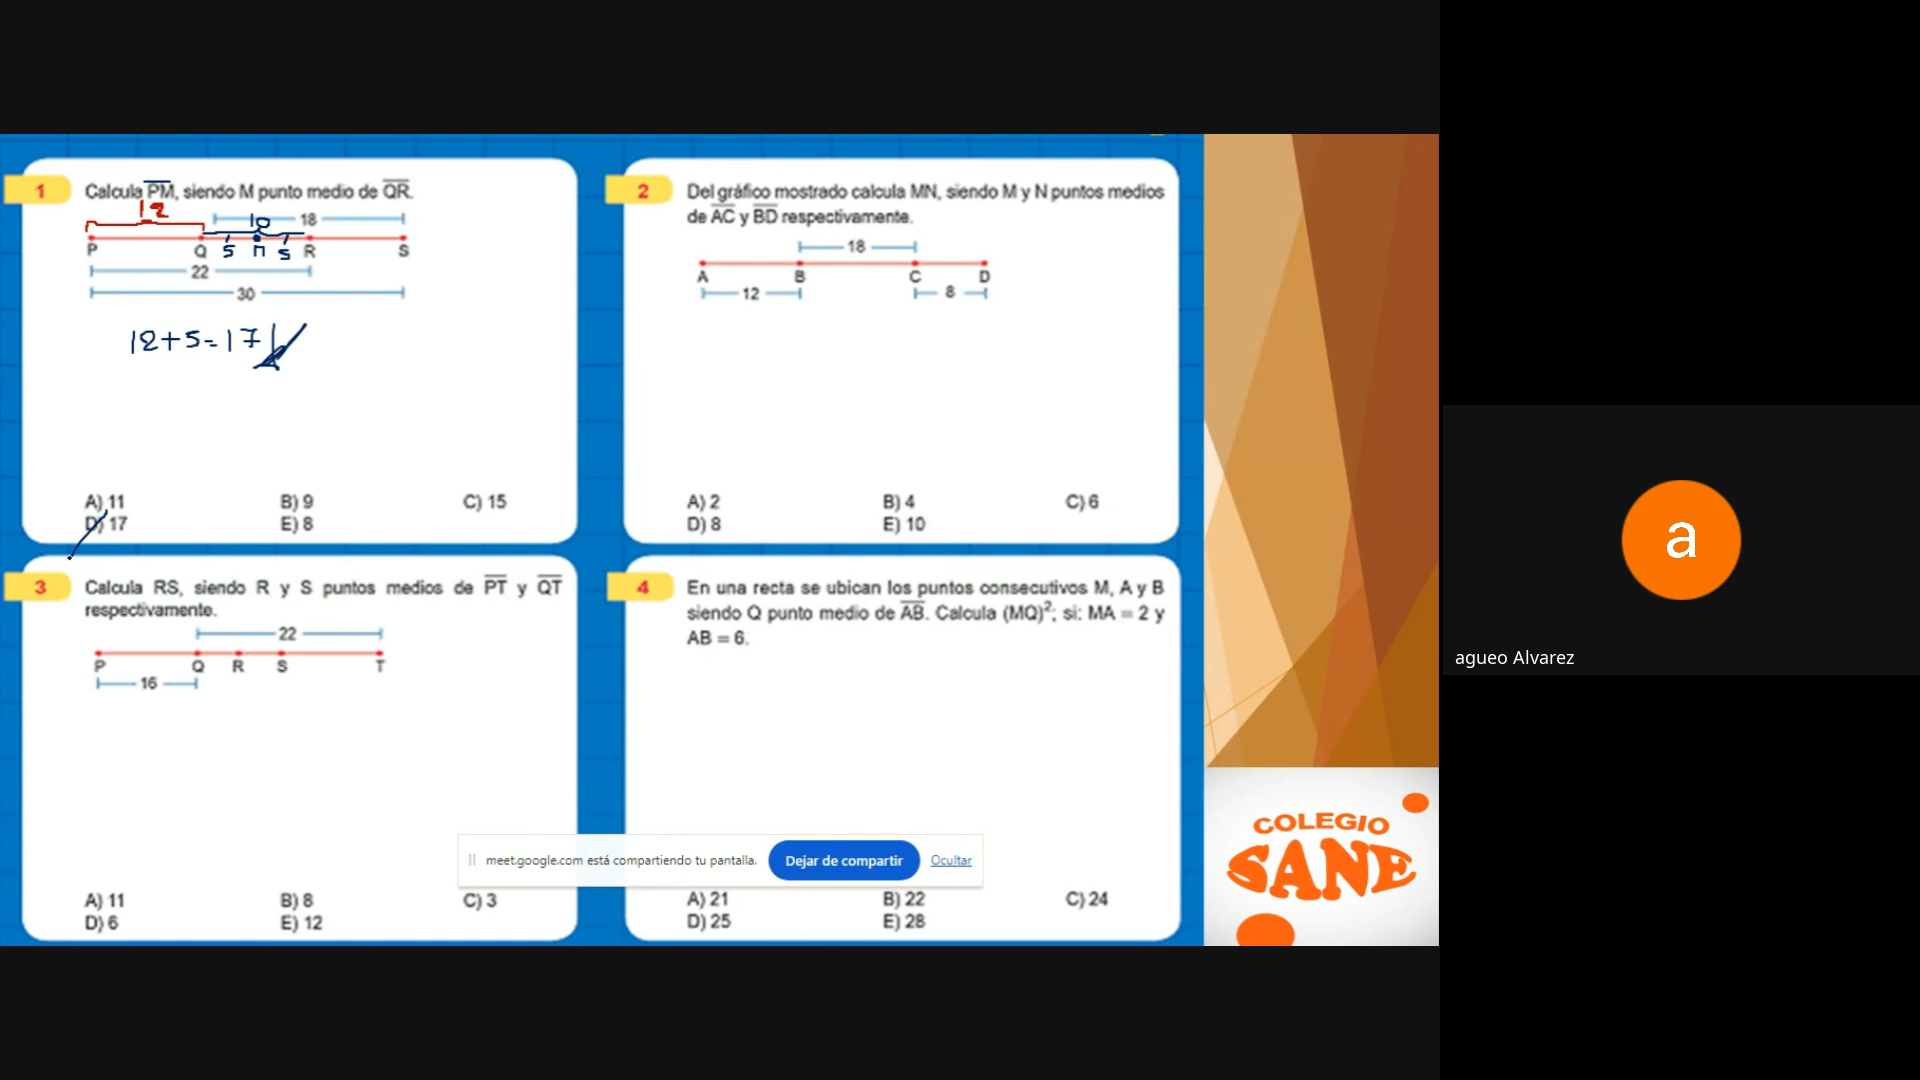 1
Calcula PM, siendo M punto medio de QR.
12
10
18
P
Q
5
M
5
R
S
22
30
12+5=17
A) 11
B) 9
C) 15
D) 17
E) 8
2
Del gráfico mostrado calcula MN, siendo M y N puntos medios
de AC y BD respectivamente.
18
A
B
C
D
12
8
A) 2
B) 4
C) 6
D) 8
E) 10
3
Calcula RS, siendo R y S puntos medios de PT y QT
respectivamente.
22
P
Q
R
S
T
16
A) 11
B) 8
C) 3
D) 6
E) 12
4
En una recta se ubican los puntos consecutivos M, A y B
siendo Q punto medio de AB. Calcula (MQ)²; si: MA = 2 y
AB = 6.
A) 21
B) 22
C) 24
D) 25
E) 28
meet.google.com está compartiendo tu pantalla.
Dejar de compartir
Ocultar
COLEGIO
SANE
a
agueo Alvarez